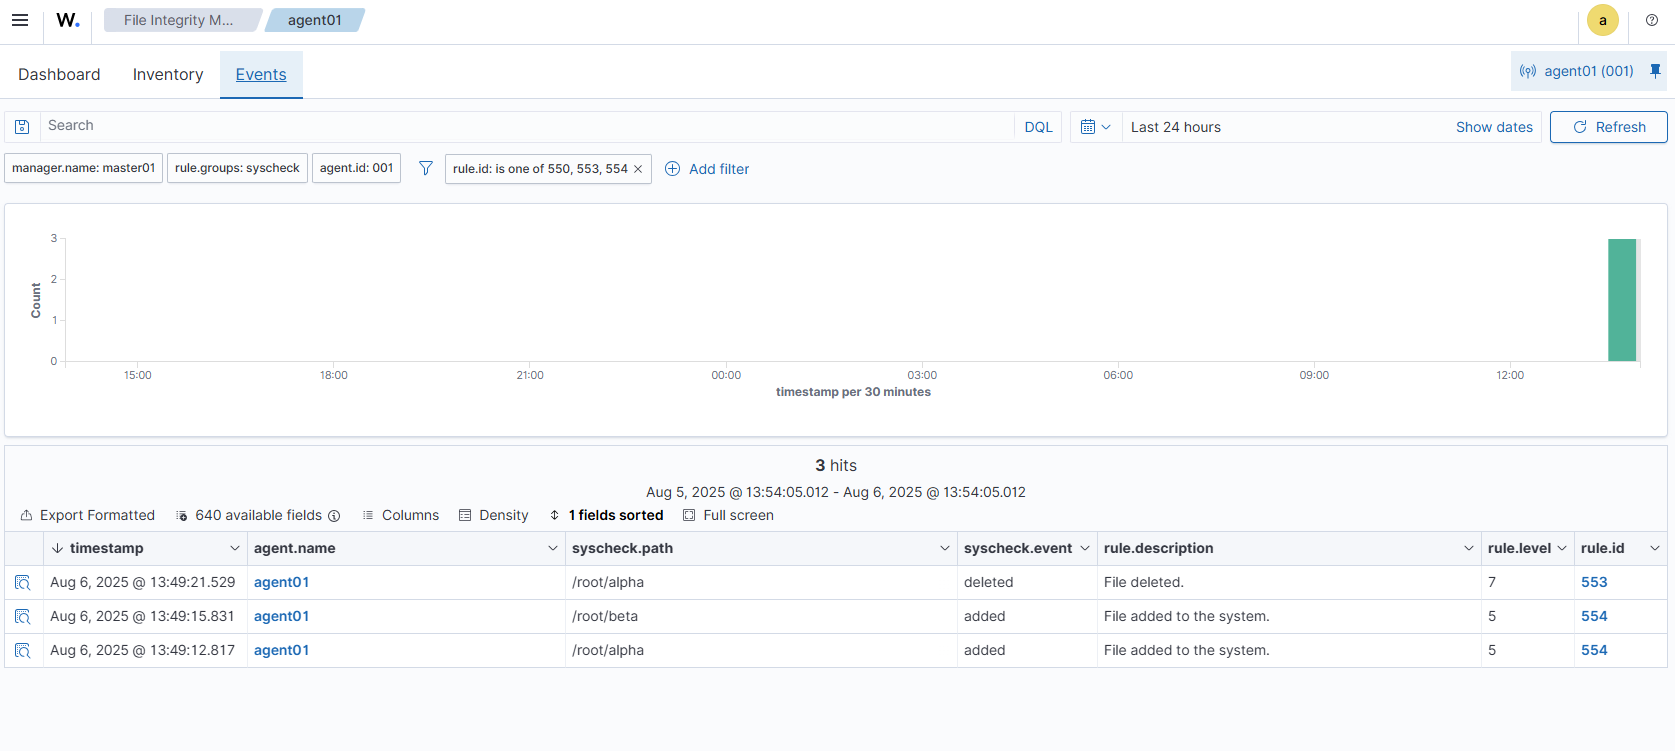 W. File Integrity M... agent01 a
Dashboard Inventory Events agent01 (001)
Search DQL Last 24 hours Show dates Refresh
manager.name: master01 rule.groups: syscheck agent.id: 001 rule.id: is one of 550, 553, 554 Add filter
3
2
1
0
Count
15:00 18:00 21:00 00:00 03:00 06:00 09:00 12:00
timestamp per 30 minutes
3 hits
Aug 5, 2025 @ 13:54:05.012 - Aug 6, 2025 @ 13:54:05.012
Export Formatted 640 available fields Columns Density 1 fields sorted Full screen
timestamp agent.name syscheck.path syscheck.event rule.description rule.level rule.id
Aug 6, 2025 @ 13:49:21.529 agent01 /root/alpha deleted File deleted. 7 553
Aug 6, 2025 @ 13:49:15.831 agent01 /root/beta added File added to the system. 5 554
Aug 6, 2025 @ 13:49:12.817 agent01 /root/alpha added File added to the system. 5 554